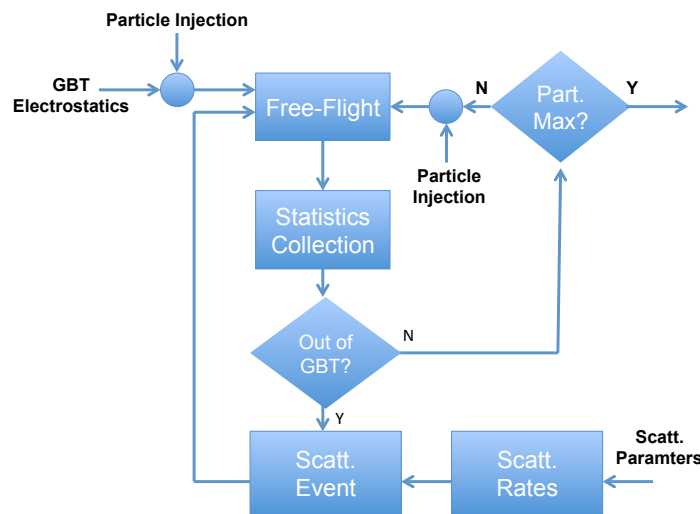 Particle Injection
GBT
Electrostatics
Free-Flight
N
Part.
Max?
Y
Particle
Injection
Statistics
Collection
Out of
GBT?
N
Y
Scatt.
Event
Scatt.
Rates
Scatt.
Paramters